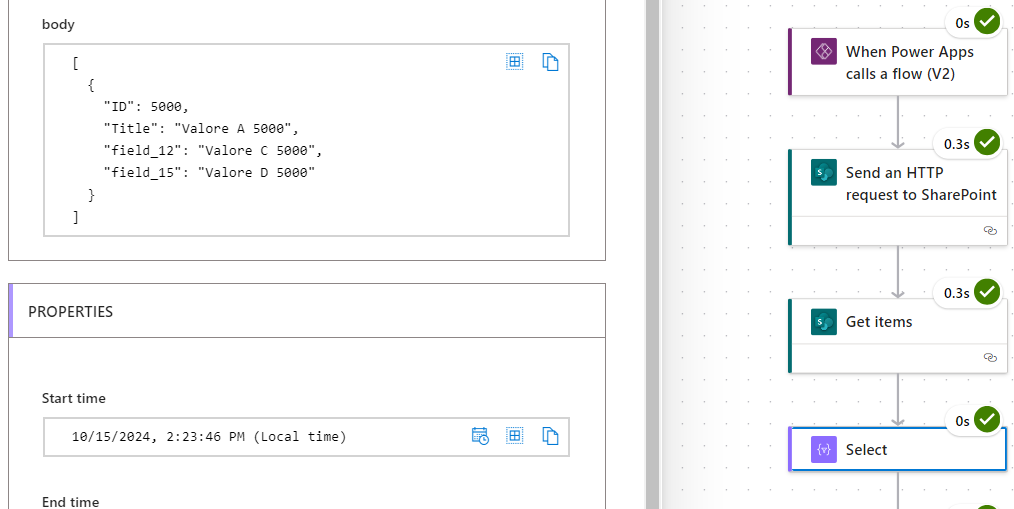 body
[
{
"ID": 5000,
"Title": "Valore A 5000",
"field_12": "Valore C 5000",
"field_15": "Valore D 5000"
}
]
PROPERTIES
Start time
10/15/2024, 2:23:46 PM (Local time)
End time
0s
When Power Apps
calls a flow (V2)
0.3s
Send an HTTP
request to SharePoint
0.3s
Get items
0s
Select